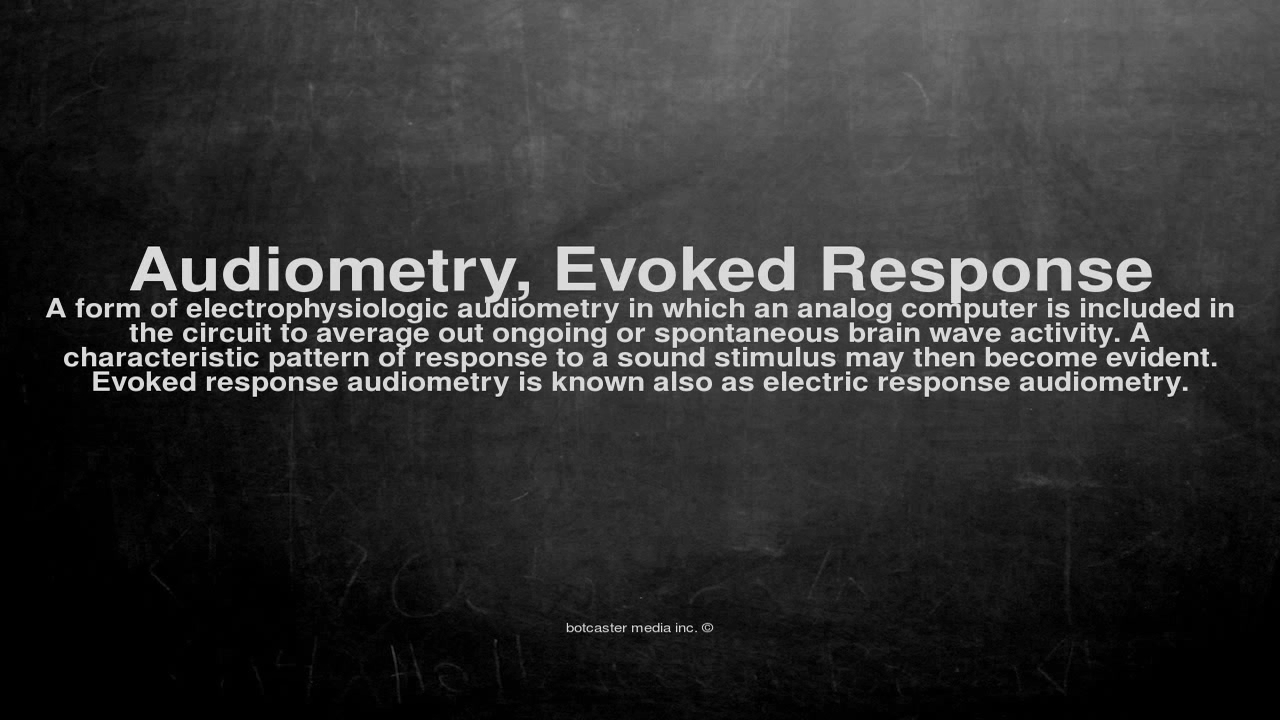 Audiometry, Evoked Response
A form of electrophysiologic audiometry in which an analog computer is included in
the circuit to average out ongoing or spontaneous brain wave activity. A
characteristic pattern of response to a sound stimulus may then become evident.
Evoked response audiometry is known also as electric response audiometry.
botcaster media inc. ©